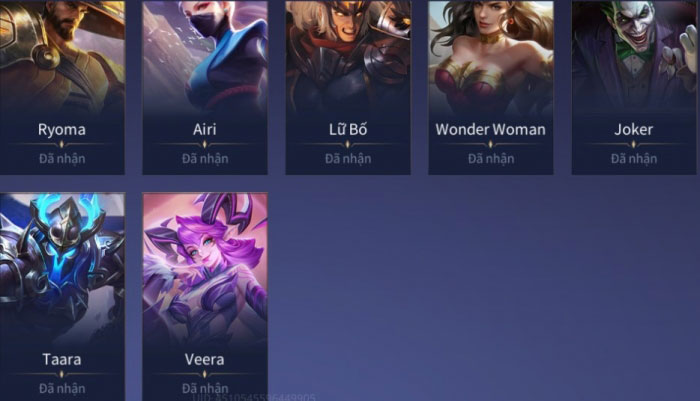 Ryoma
Airi
Lữ Bố
Wonder Woman
Joker
Đã nhận
Đã nhận
Đã nhận
Đã nhận
Đã nhận
Taara
Veera
Đã nhận
Đã nhận